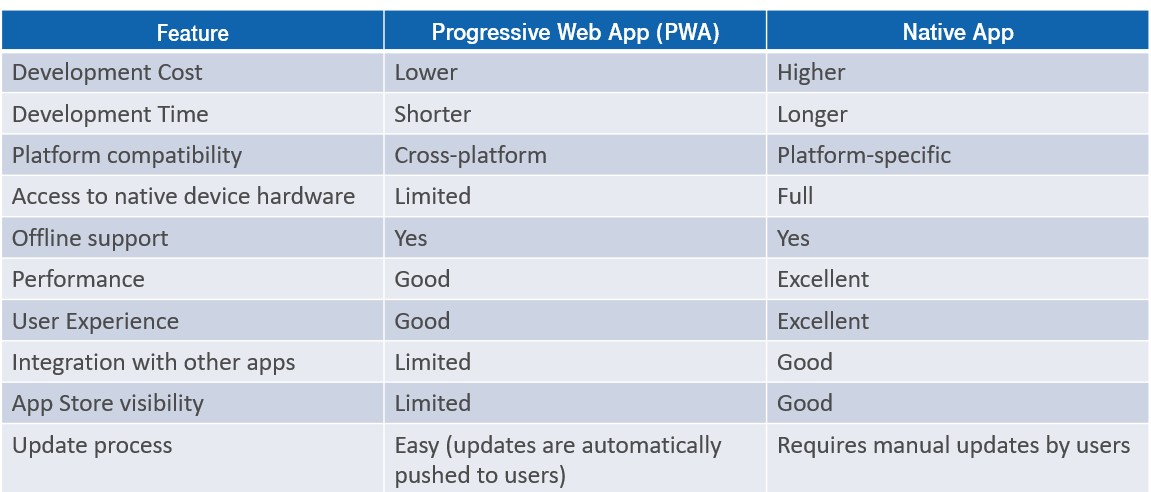 Feature Progressive Web App (PWA) Native App
Development Cost Lower Higher
Development Time Shorter Longer
Platform compatibility Cross-platform Platform-specific
Access to native device hardware Limited Full
Offline support Yes Yes
Performance Good Excellent
User Experience Good Excellent
Integration with other apps Limited Good
App Store visibility Limited Good
Update process Easy (updates are automatically Requires manual updates by users
pushed to users)